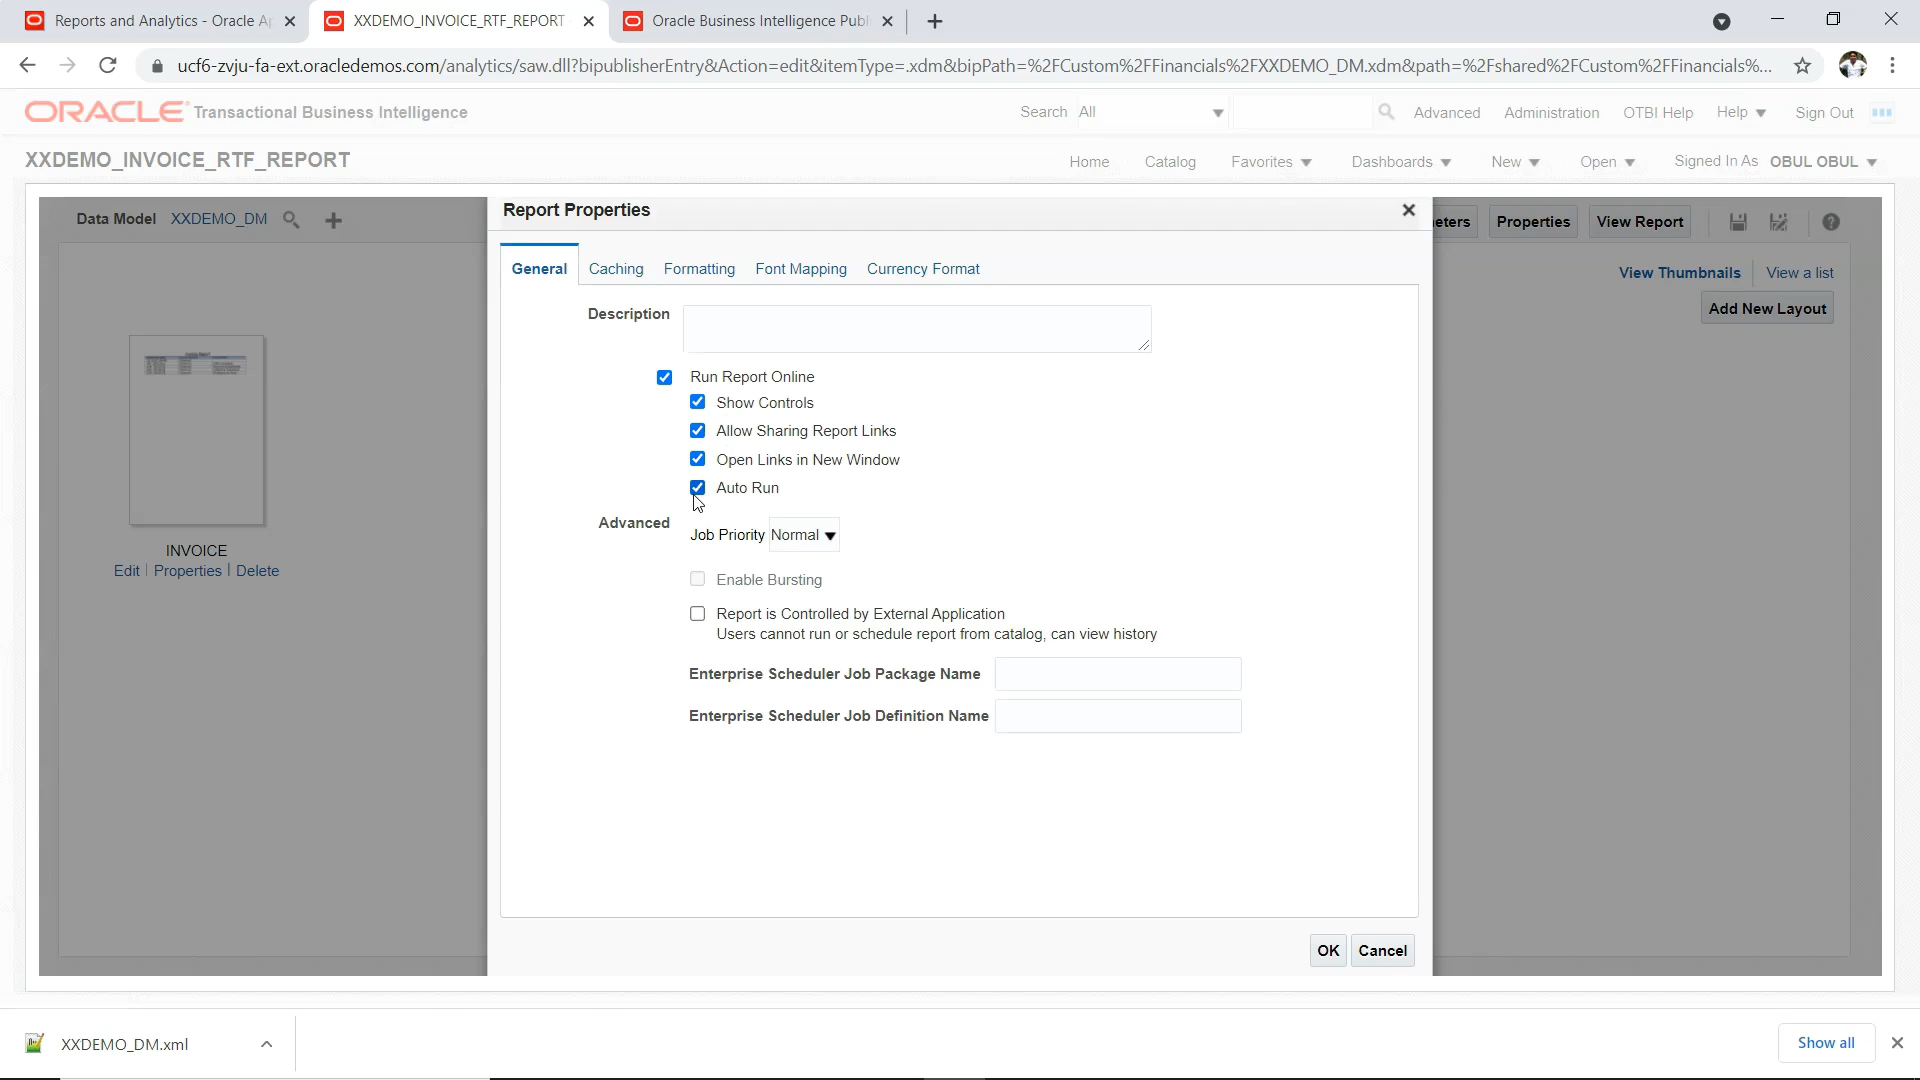 Reports and Analytics - Oracle Ap
XXDEMO_INVOICE_RTF_REPORT
Oracle Business Intelligence Publ
ucf6-zvju-fa-ext.oracledemos.com/analytics/saw.dll?bipublisherEntry&Action=edit&itemType=.xdm&bipPath=%2FCustom%2FFinancials%2FXXDEMO_DM.xdm&path=%2Fshared%2FCustom%2FFinancials%...
ORACLE Transactional Business Intelligence
Search All
Advanced
Administration
OTBI Help
Help
Sign Out
XXDEMO_INVOICE_RTF_REPORT
Home
Catalog
Favorites
Dashboards
New
Open
Signed In As OBUL OBUL
Data Model XXDEMO_DM
Report Properties
eters
Properties
View Report
General
Caching
Formatting
Font Mapping
Currency Format
View Thumbnails
View a list
Add New Layout
Description
Run Report Online
Show Controls
Allow Sharing Report Links
Open Links in New Window
Auto Run
Advanced
Job Priority Normal
INVOICE
Edit
Properties
Delete
Enable Bursting
Report is Controlled by External Application
Users cannot run or schedule report from catalog, can view history
Enterprise Scheduler Job Package Name
Enterprise Scheduler Job Definition Name
OK
Cancel
XXDEMO_DM.xml
Show all